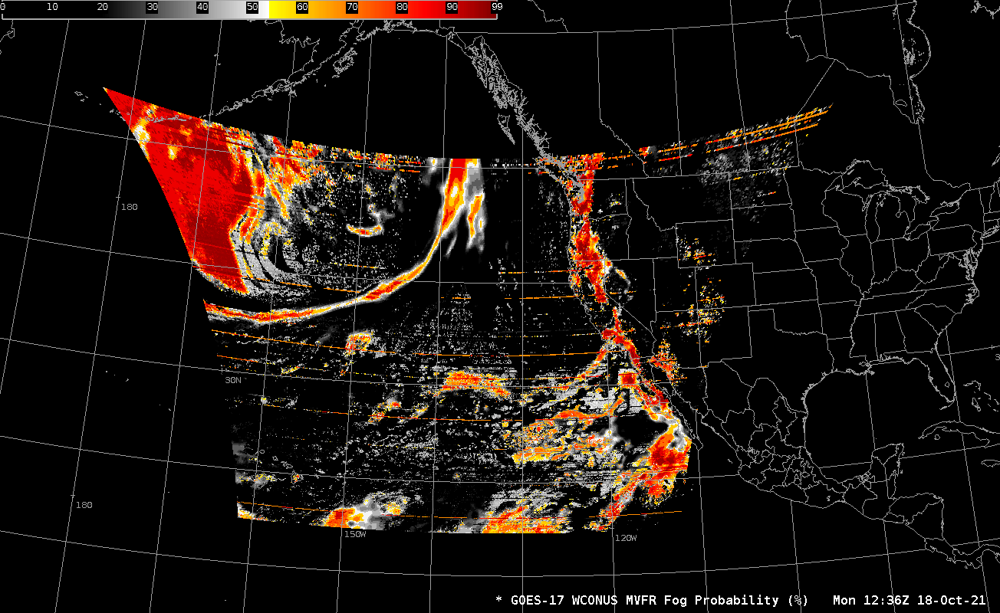 0 10 20 30 40 50 60 70 80 90 99
180
30N
180
150W
120W
* GOES-17 WCONUS MVFR Fog Probability (%) Mon 12:36Z 18-Oct-21